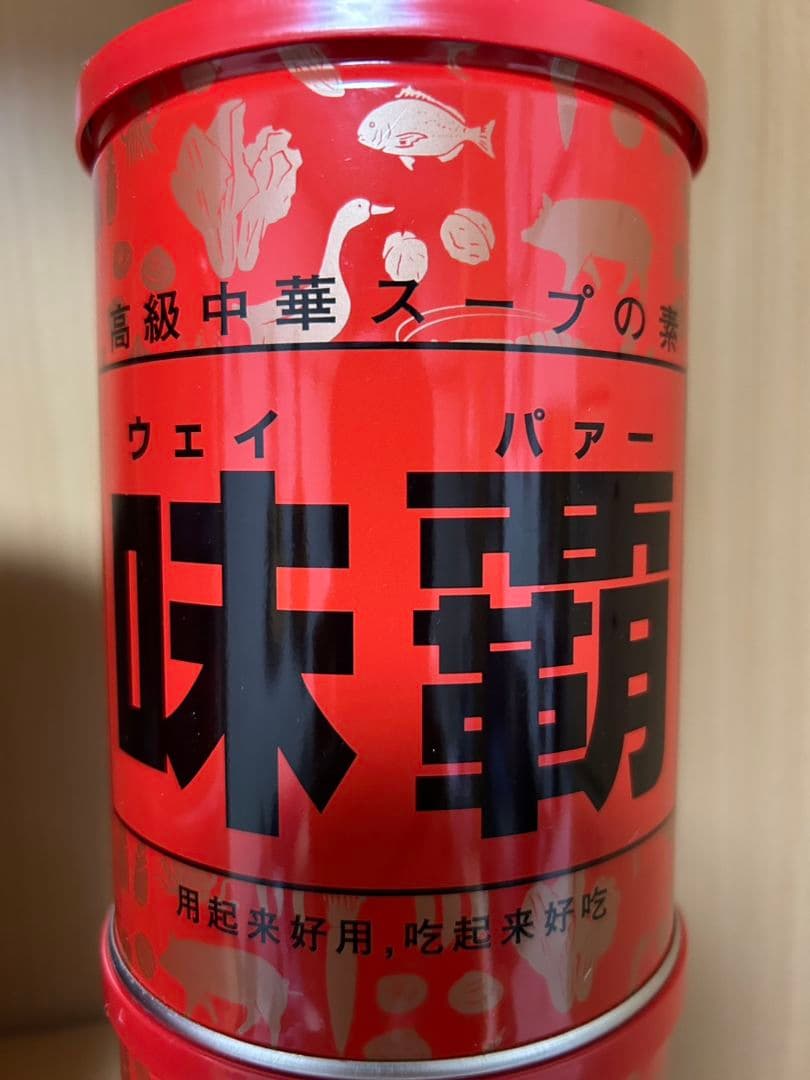 高級中華スープの素
ウェイ パァー
味覇
用起来好用,吃起来好吃